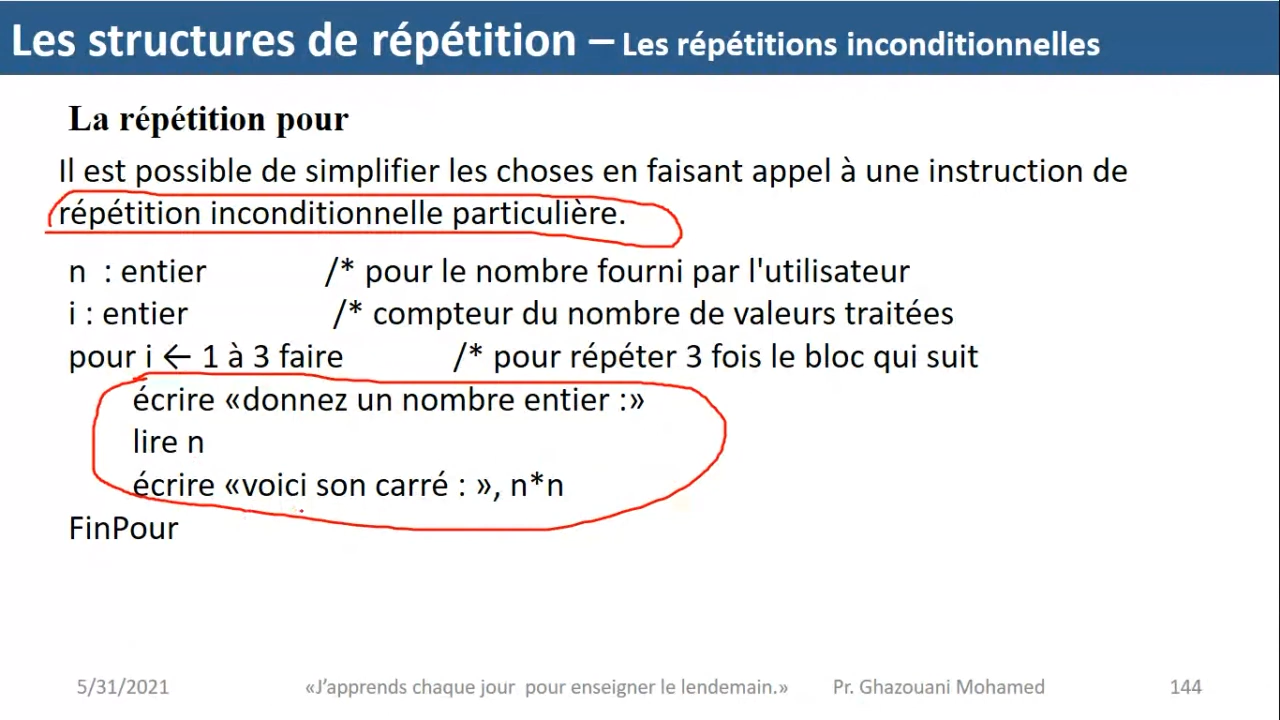 Les structures de répétition – Les répétitions inconditionnelles
La répétition pour
Il est possible de simplifier les choses en faisant appel à une instruction de
répétition inconditionnelle particulière.
n : entier /* pour le nombre fourni par l'utilisateur
i : entier /* compteur du nombre de valeurs traitées
pour i ← 1 à 3 faire /* pour répéter 3 fois le bloc qui suit
écrire «donnez un nombre entier :»
lire n
écrire «voici son carré : », n*n
FinPour
5/31/2021 «J’apprends chaque jour pour enseigner le lendemain.» Pr. Ghazouani Mohamed 144